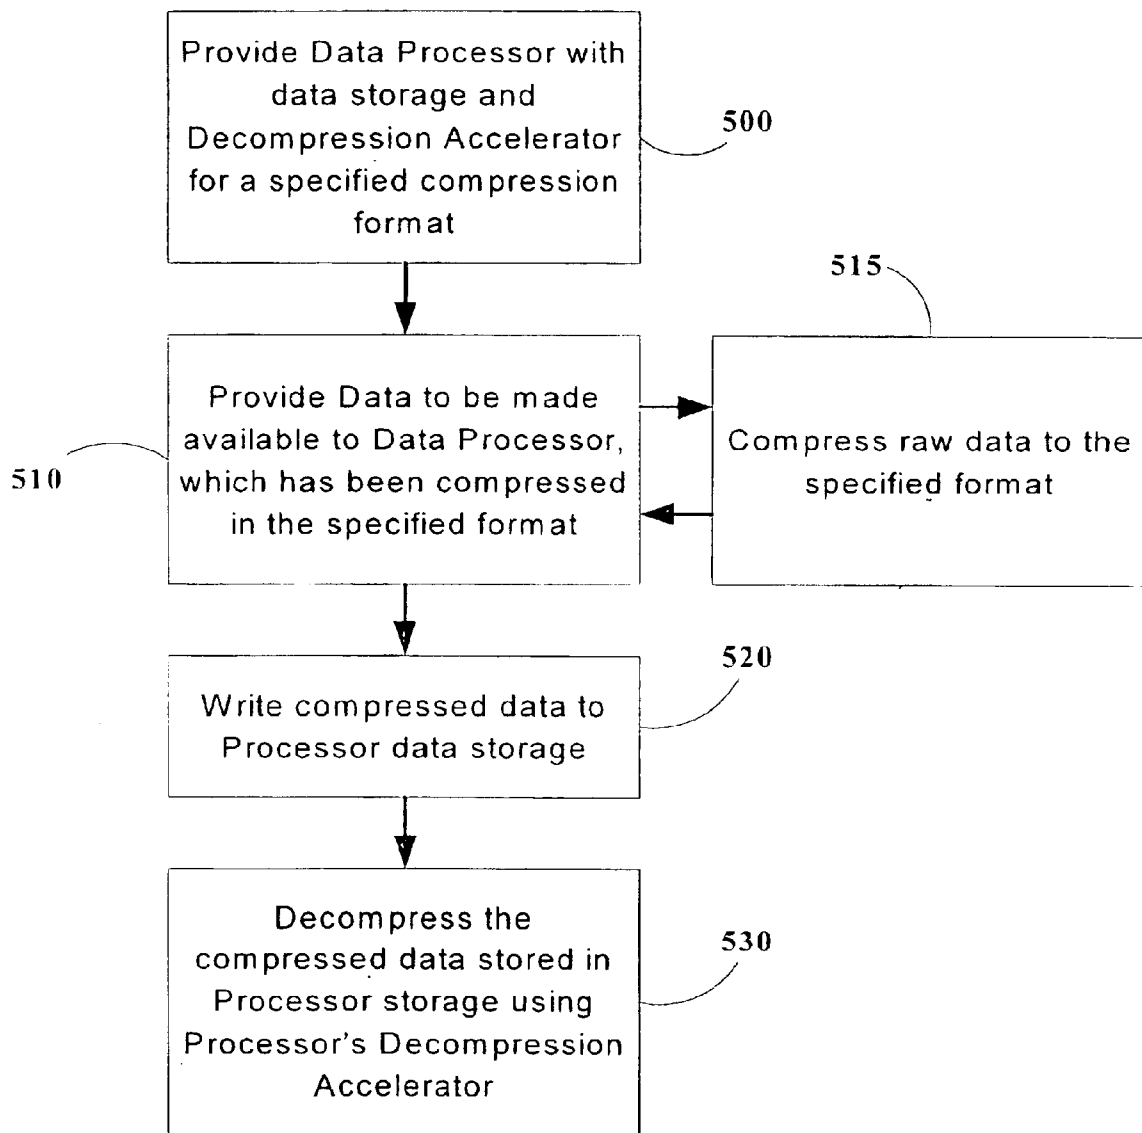 Provide Data Processor with
data storage and
Decompression Accelerator
for a specified compression
format
500
515
Provide Data to be made
available to Data Processor,
which has been compressed
in the specified format
510
Compress raw data to the
specified format
520
Write compressed data to
Processor data storage
Decompress the
compressed data stored in
Processor storage using
Processor's Decompression
Accelerator
530